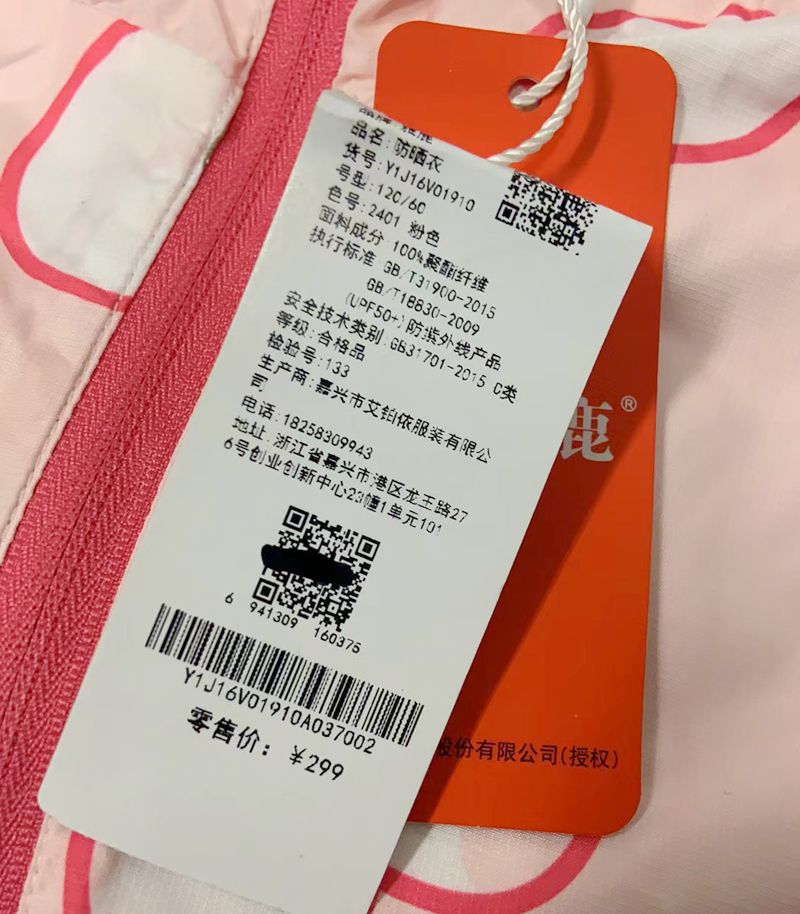 品牌:雅鹿
品名:防晒衣
货号:Y1J16V01910
号型:120/60
色号:2401 粉色
面料成分:100%聚酯纤维
执行标准:GB/T31900-2015
GB/T18830-2009
(UPF50+)防紫外线产品
安全技术类别:GB31701-2015 C类
等级:合格品
检验号:133
生产商:嘉兴市艾铂依服装有限公
司
电话:18258309943
地址:浙江省嘉兴市港区龙王路27
6号创业创新中心23幢1单元101
6 941309 160375
Y1J16V01910A037002
零售价: ¥299
鹿®
股份有限公司(授权)